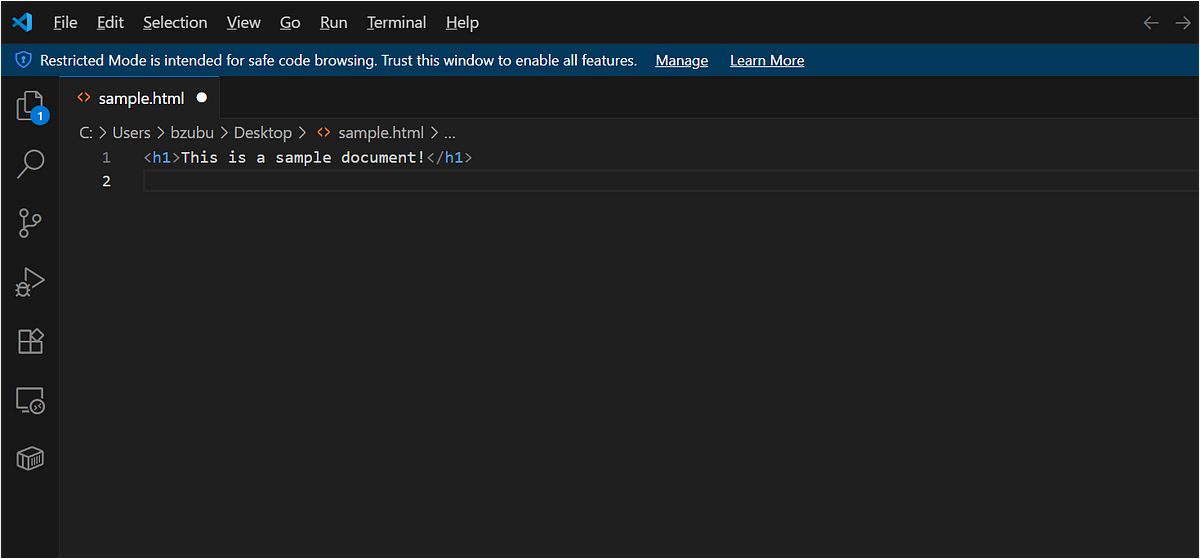 File Edit Selection View Go Run Terminal Help
Restricted Mode is intended for safe code browsing. Trust this window to enable all features. Manage Learn More
sample.html
1
C: > Users > bzubu > Desktop > <> sample.html > ...
1 <h1>This is a sample document!</h1>
2